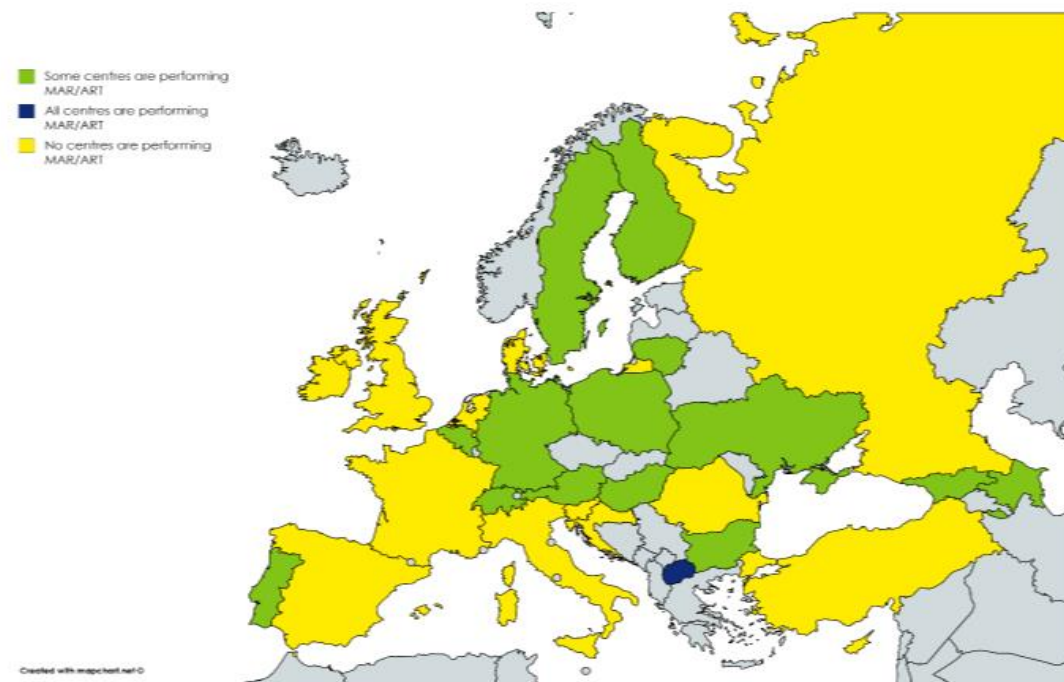 Some centres are performing
MAR/ART
All centres are performing
MAR/ART
No centres are performing
MAR/ART
Created with mapchart.net ©